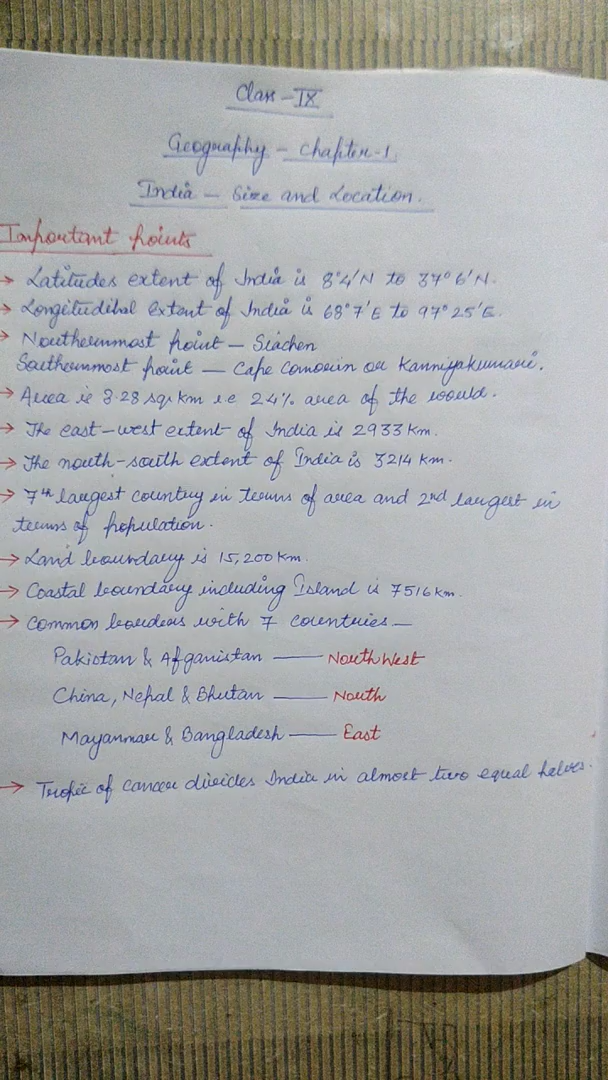 Class - IX
Geography - Chapter-1.
India - Size and Location.
Important points
→ Latitudes extent of India is 8°4'N to 37°6'N.
→ Longitudibal extent of India is 68°7'E to 97°25'E.
→ Northernmost point - Siachen
Southernmost point - Cape Comorin or Kanniyakumari.
→ Area is 3.28 sq. km i.e 2.4% area of the world.
→ The east-west extent of India is 2933 km.
→ The north-south extent of India is 3214 km.
→ 7th largest country in terms of area and 2nd largest in
terms of population.
→ Land boundary is 15,200 km.
→ Coastal boundary including Island is 7516 km.
→ Common borders with 7 countries -
Pakistan & Afganistan - North West
China, Nepal & Bhutan - North
Mayanmar & Bangladesh - East
→ Tropic of cancer divides India in almost two equal halves.